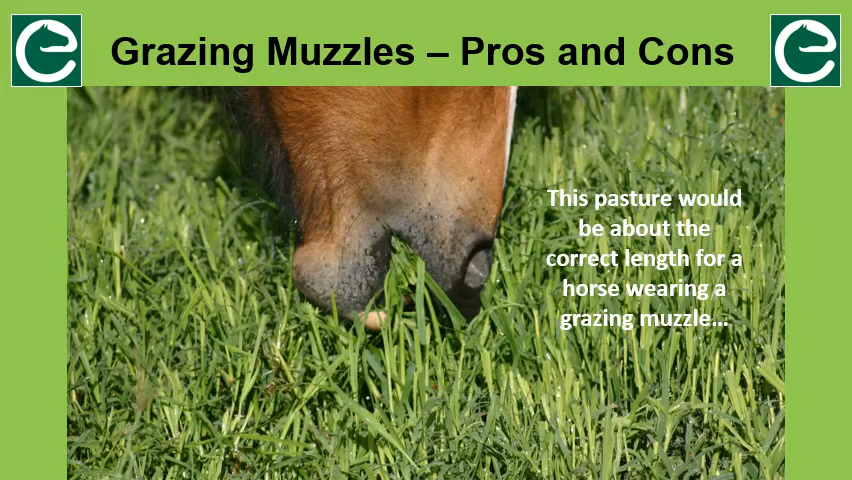 Grazing Muzzles – Pros and Cons
This pasture would
be about the
correct length for a
horse wearing a
grazing muzzle...